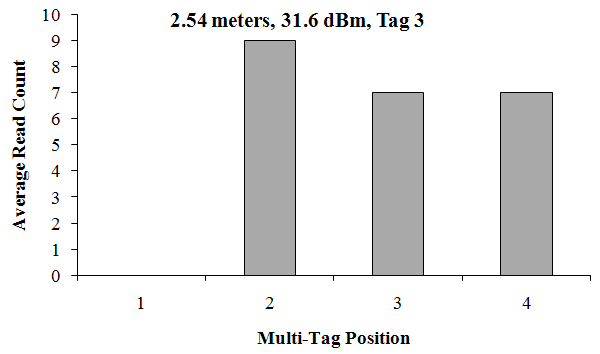 2.54 meters, 31.6 dBm, Tag 3
10
9
8
7
6
5
4
3
2
1
0
Average Read Count
1 2 3 4
Multi-Tag Position